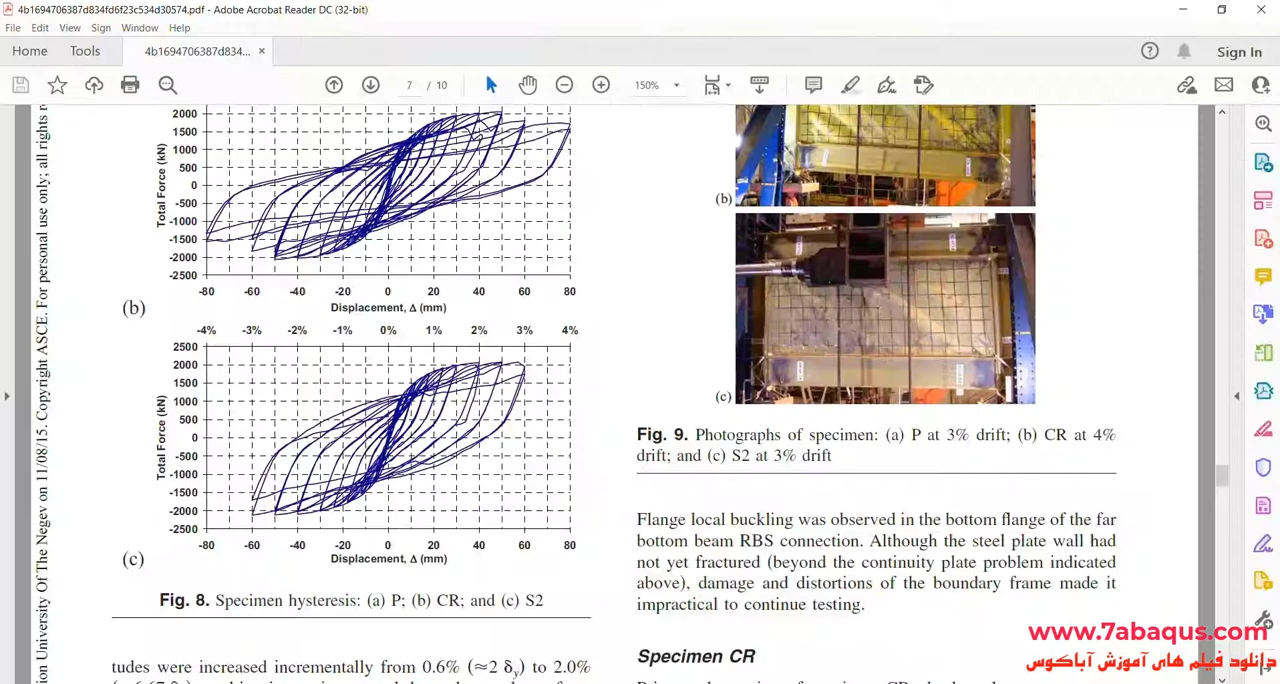 4b1694706387d834fd6f23c534d30574.pdf - Adobe Acrobat Reader DC (32-bit)
File Edit View Sign Window Help
Home Tools 4b1694706387d834... × Sign In
7 / 10 150%
ion University Of The Negev on 11/08/15. Copyright ASCE. For personal use only; all rights r
2000
1500
1000
500
0
-500
-1000
-1500
-2000
-2500
Total Force (kN)
-80 -60 -40 -20 0 20 40 60 80
Displacement, Δ (mm)
(b)
-4% -3% -2% -1% 0% 1% 2% 3% 4%
2500
2000
1500
1000
500
0
-500
-1000
-1500
-2000
-2500
Total Force (kN)
-80 -60 -40 -20 0 20 40 60 80
Displacement, Δ (mm)
(c)
Fig. 8. Specimen hysteresis: (a) P; (b) CR; and (c) S2
tudes were increased incrementally from 0.6% (≈2 δy) to 2.0%
(b)
(c)
Fig. 9. Photographs of specimen: (a) P at 3% drift; (b) CR at 4%
drift; and (c) S2 at 3% drift
Flange local buckling was observed in the bottom flange of the far
bottom beam RBS connection. Although the steel plate wall had
not yet fractured (beyond the continuity plate problem indicated
above), damage and distortions of the boundary frame made it
impractical to continue testing.
Specimen CR
www.7abaqus.com
دانلود فیلم های آموزش آباکوس